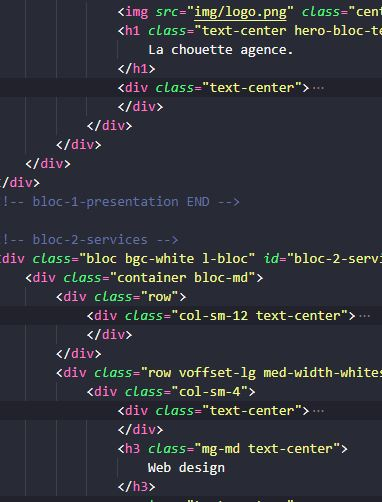 <img src="img/logo.png" class="cent
<h1 class="text-center hero-bloc-te
La chouette agence.
</h1>
<div class="text-center">···
</div>
</div>
</div>
</div>
</div>
!-- bloc-1-presentation END -->
!-- bloc-2-services -->
div class="bloc bgc-white l-bloc" id="bloc-2-servi
<div class="container bloc-md">
<div class="row">
<div class="col-sm-12 text-center">···
</div>
</div>
<div class="row voffset-lg med-width-whites
<div class="col-sm-4">
<div class="text-center">···
</div>
<h3 class="mg-md text-center">
Web design
</h3>